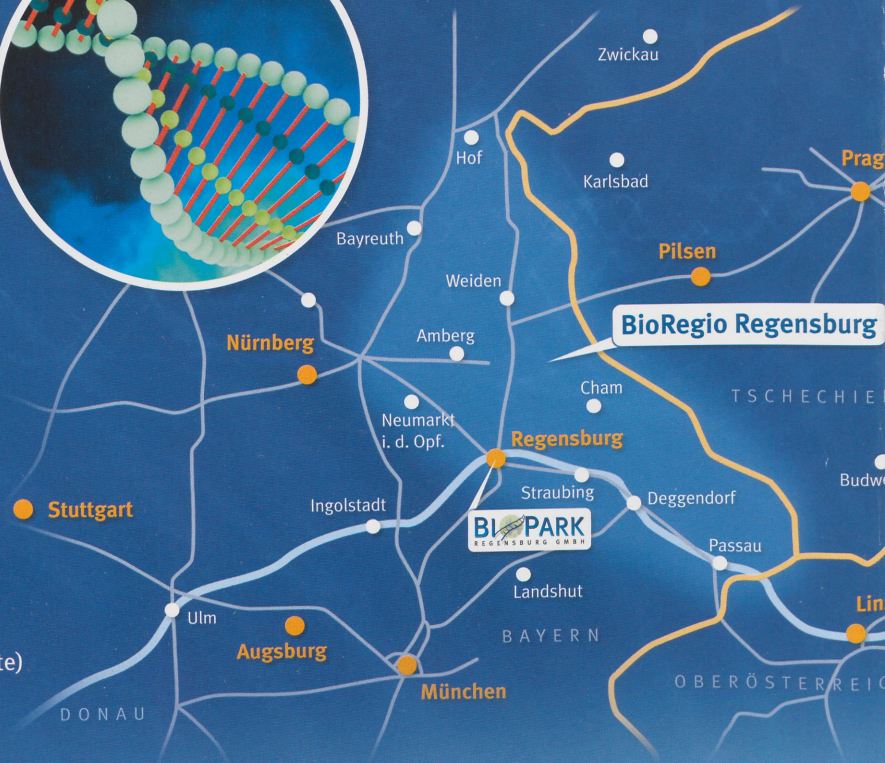 Zwickau
Hof
Karlsbad
Prag
Bayreuth
Pilsen
Weiden
BioRegio Regensburg
Nürnberg
Amberg
Cham
TSCHECHIE
Neumarkt
i. d. Opf.
Regensburg
Budw
Straubing
Deggendorf
Stuttgart
Ingolstadt
BIOPARK
REGENSBURG GMBH
Passau
Landshut
Lin
Ulm
BAYERN
Augsburg
te)
München
OBERÖSTERREIC
DONAU